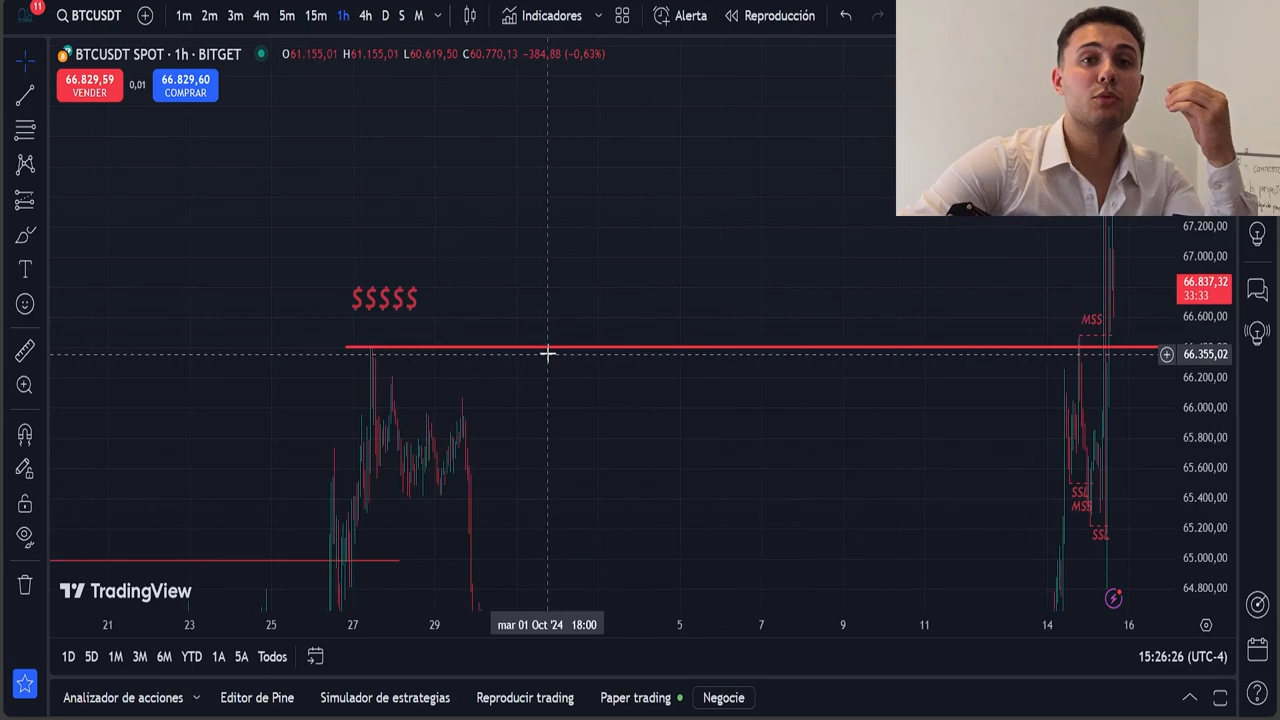 11
BTCUSDT
1m 2m 3m 4m 5m 15m 1h 4h D S M
Indicadores
Alerta
Reproducción
BTCUSDT SPOT · 1h · BITGET
O61.155,01 H61.155,01 L60.619,50 C60.770,13 −384,88 (−0,63%)
66.829,59
VENDER
0,01
66.829,60
COMPRAR
67.200,00
67.000,00
66.837,32
33:33
66.600,00
66.355,02
66.200,00
66.000,00
65.800,00
65.600,00
65.400,00
65.200,00
65.000,00
64.800,00
$$$$$
MSS
SSL
MSS
SSL
TradingView
21 23 25 27 29 mar 01 Oct '24 18:00 5 7 9 11 14 16
1D 5D 1M 3M 6M YTD 1A 5A Todos
15:26:26 (UTC-4)
Analizador de acciones Editor de Pine Simulador de estrategias Reproducir trading Paper trading Negocie